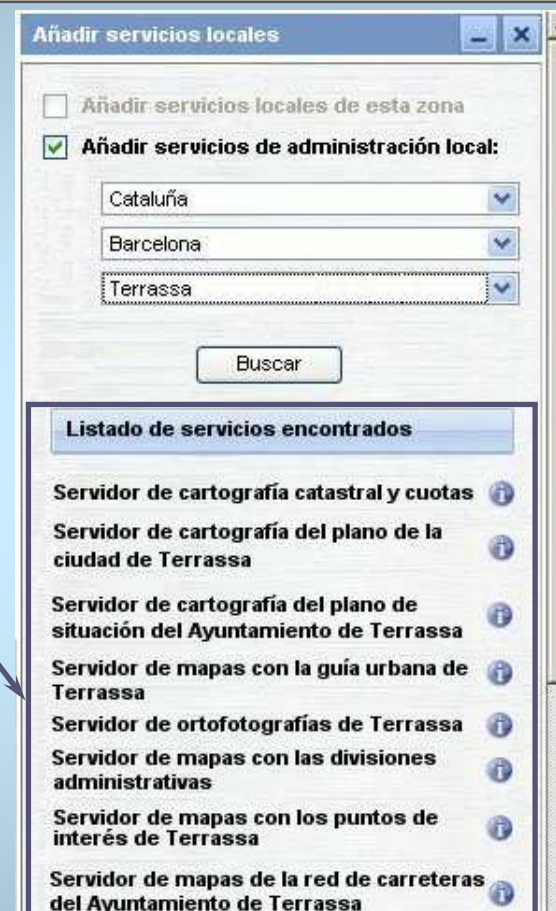 Añadir servicios locales
Añadir servicios locales de esta zona
Añadir servicios de administración local:
Cataluña
Barcelona
Terrassa
Buscar
Listado de servicios encontrados
Servidor de cartografía catastral y cuotas
Servidor de cartografía del plano de la
ciudad de Terrassa
Servidor de cartografía del plano de
situación del Ayuntamiento de Terrassa
Servidor de mapas con la guía urbana de
Terrassa
Servidor de ortofotografías de Terrassa
Servidor de mapas con las divisiones
administrativas
Servidor de mapas con los puntos de
interés de Terrassa
Servidor de mapas de la red de carreteras
del Ayuntamiento de Terrassa